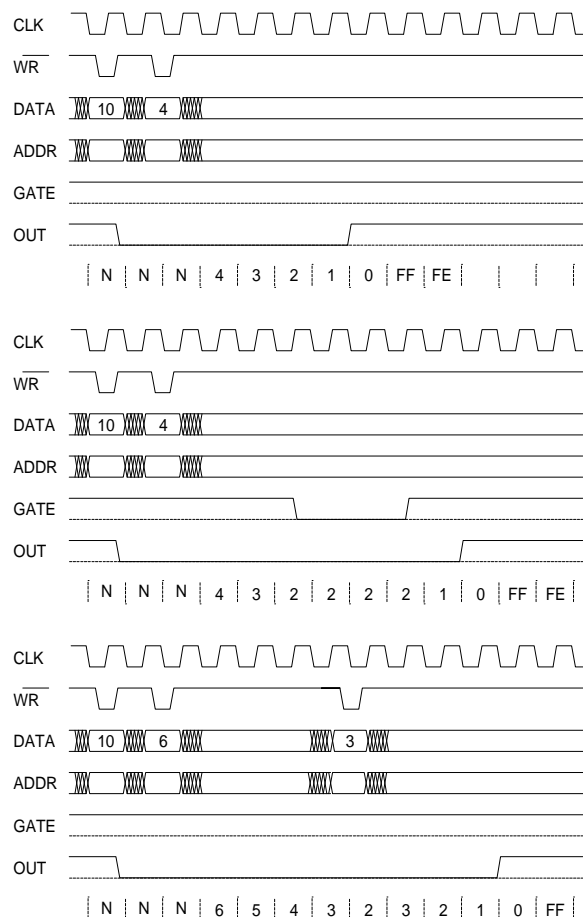 CLK
WR
DATA 10 4
ADDR
GATE
OUT
N N N 4 3 2 1 0 FF FE
CLK
WR
DATA 10 4
ADDR
GATE
OUT
N N N 4 3 2 2 2 2 1 0 FF FE
CLK
WR
DATA 10 6 3
ADDR
GATE
OUT
N N N 6 5 4 3 2 3 2 1 0 FF